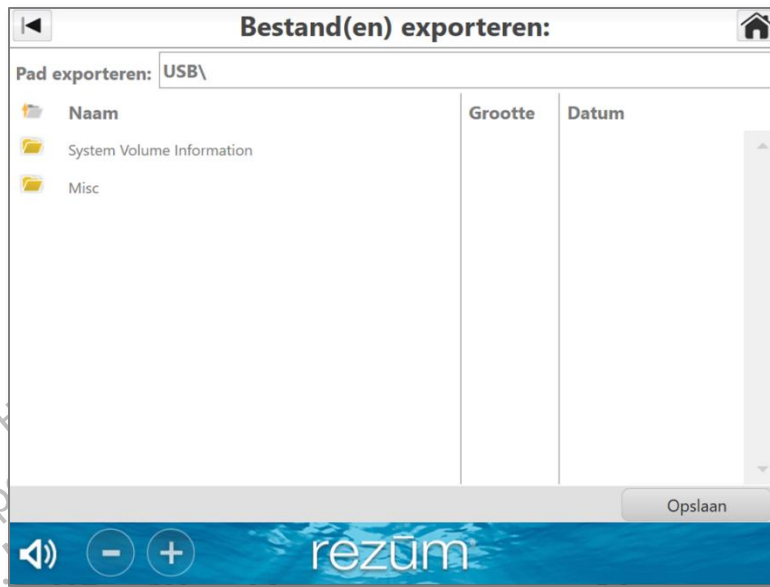 Bestand(en) exporteren:
Pad exporteren: USB\
Naam Grootte Datum
System Volume Information
Misc
Opslaan
rezūm